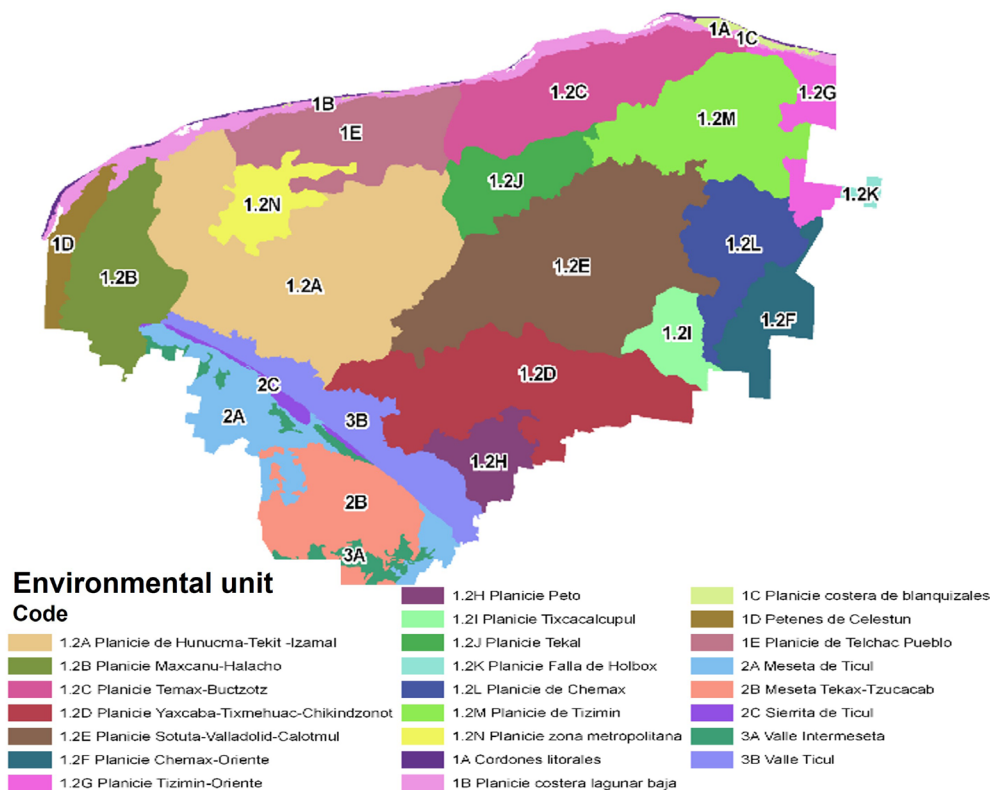 1A
1C
1.2C
1.2G
1B
1.2M
1E
1.2J
1.2K
1.2N
1D
1.2L
1.2E
1.2B
1.2A
1.2F
1.2I
1.2D
2C
2A
3B
1.2H
2B
3A
Environmental unit
Code
1.2A Planicie de Hunucma-Tekit -Izamal
1.2B Planicie Maxcanu-Halacho
1.2C Planicie Temax-Buctzotz
1.2D Planicie Yaxcaba-Tixmehuac-Chikindzonot
1.2E Planicie Sotuta-Valladolid-Calotmul
1.2F Planicie Chemax-Oriente
1.2G Planicie Tizimin-Oriente
1.2H Planicie Peto
1.2I Planicie Tixcacalcupul
1.2J Planicie Tekal
1.2K Planicie Falla de Holbox
1.2L Planicie de Chemax
1.2M Planicie de Tizimin
1.2N Planicie zona metropolitana
1A Cordones litorales
1B Planicie costera lagunar baja
1C Planicie costera de blanquizales
1D Petenes de Celestun
1E Planicie de Telchac Pueblo
2A Meseta de Ticul
2B Meseta Tekax-Tzucacab
2C Sierrita de Ticul
3A Valle Intermeseta
3B Valle Ticul